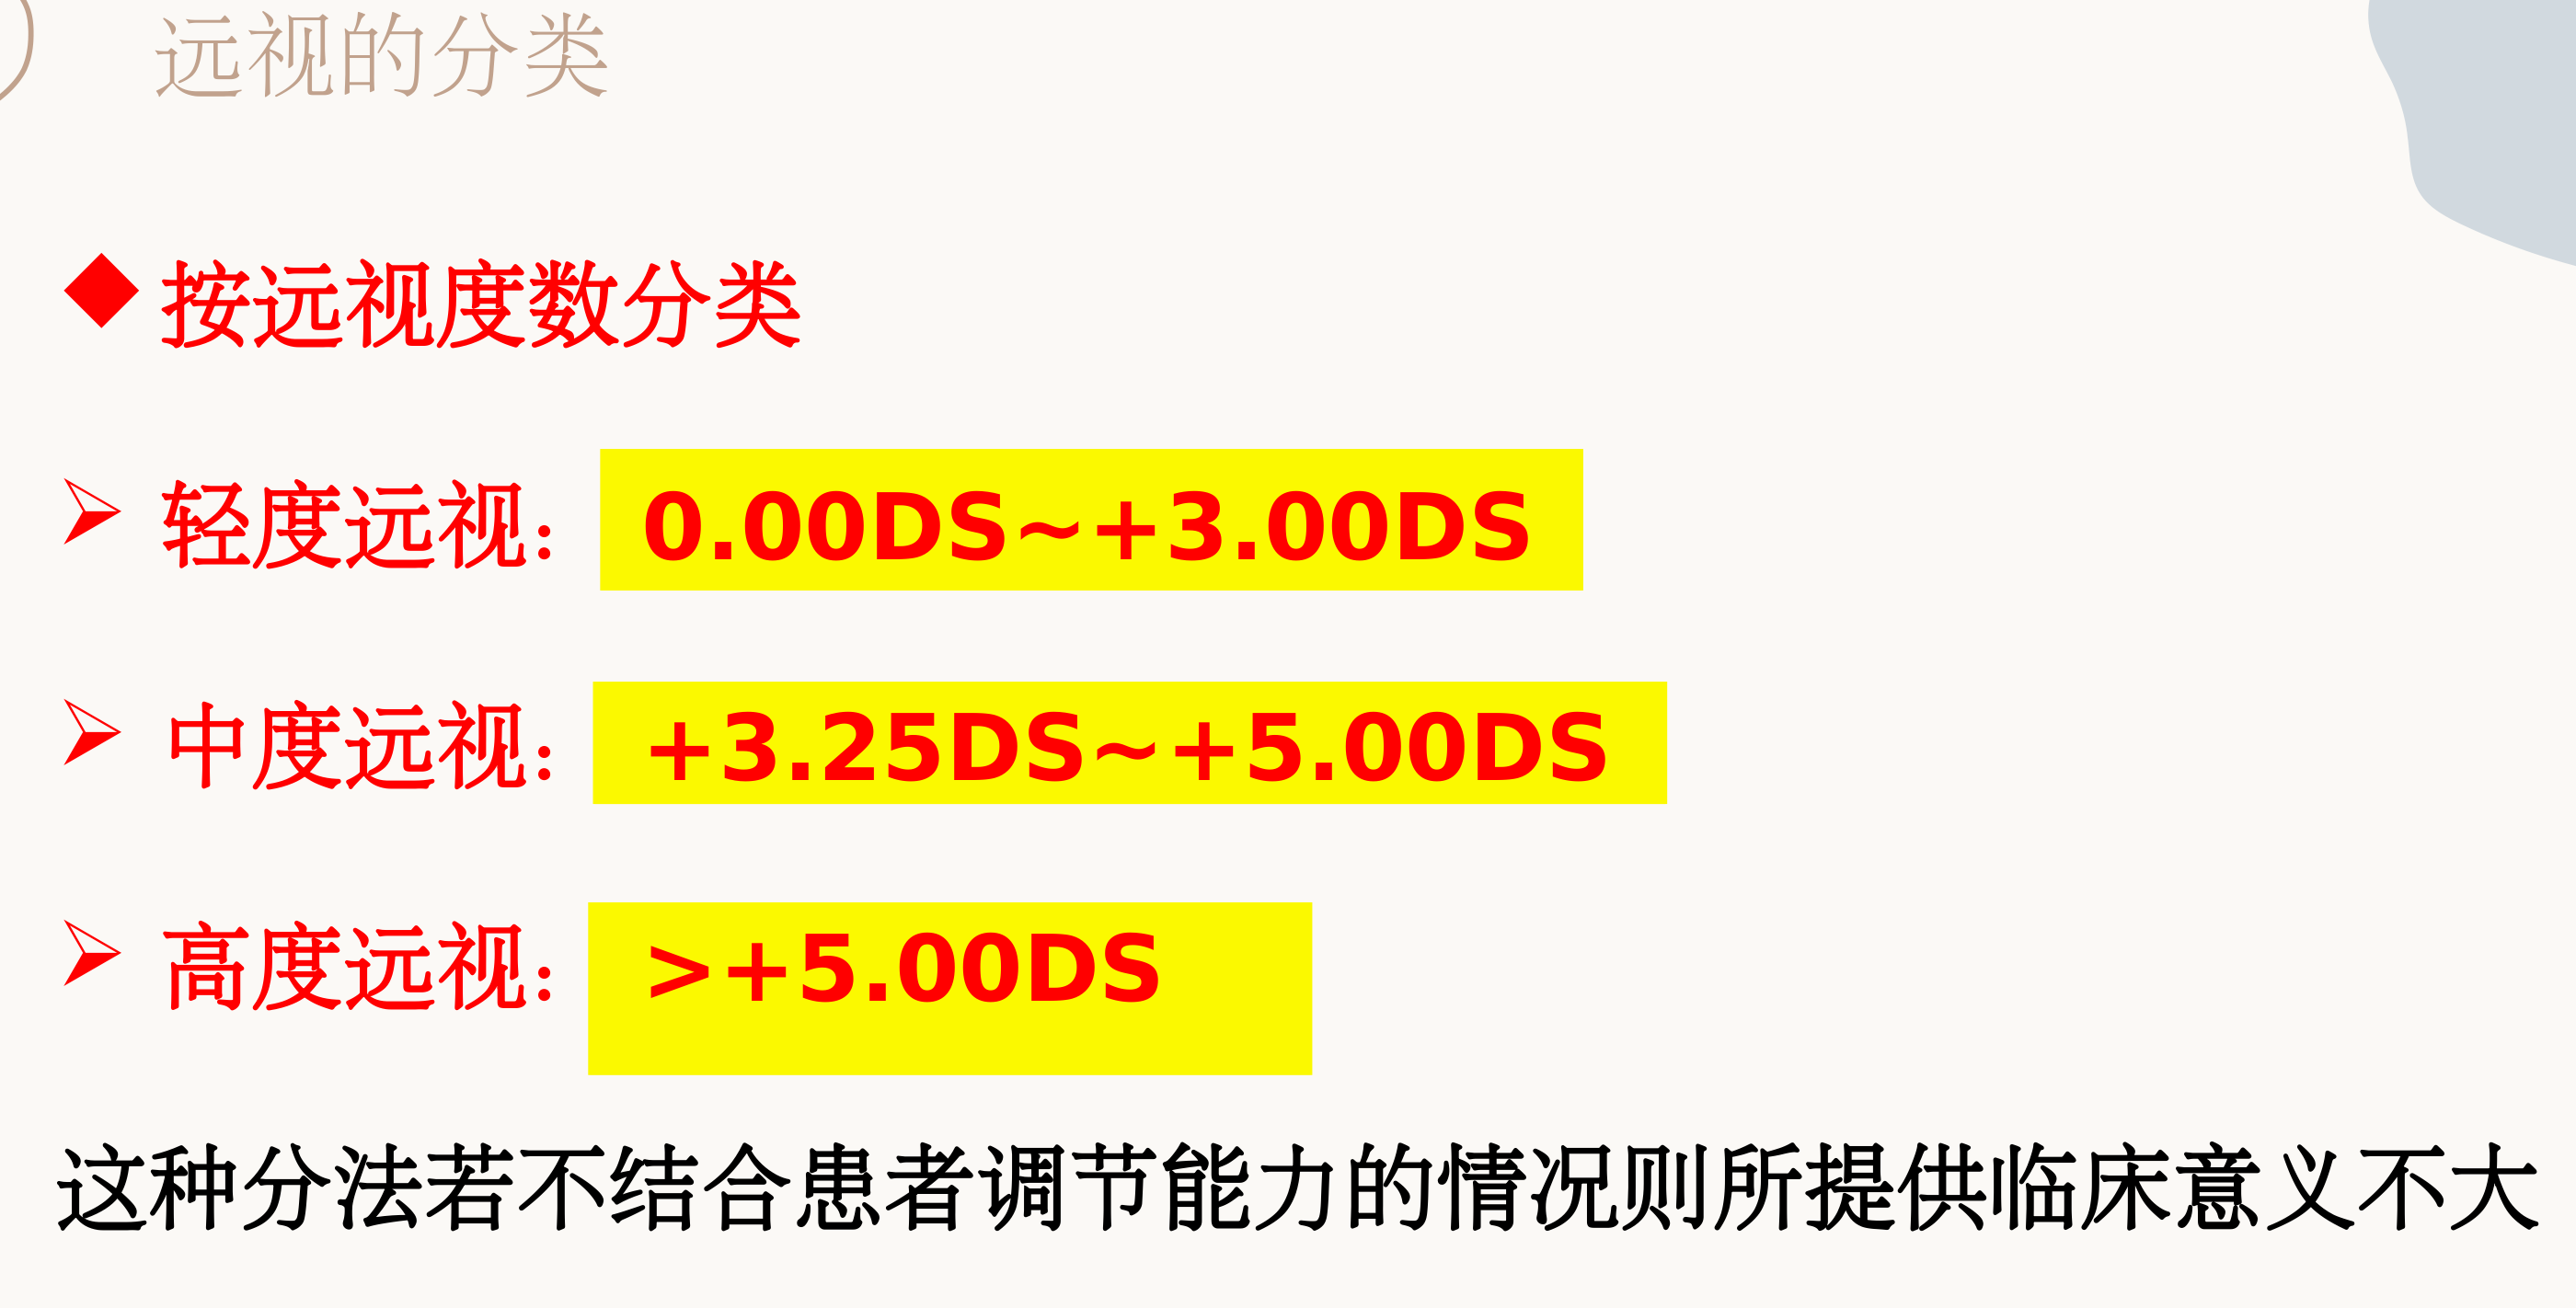 远视的分类
按远视度数分类
轻度远视：0.00DS~+3.00DS
中度远视：+3.25DS~+5.00DS
高度远视：>+5.00DS
这种分法若不结合患者调节能力的情况则所提供临床意义不大